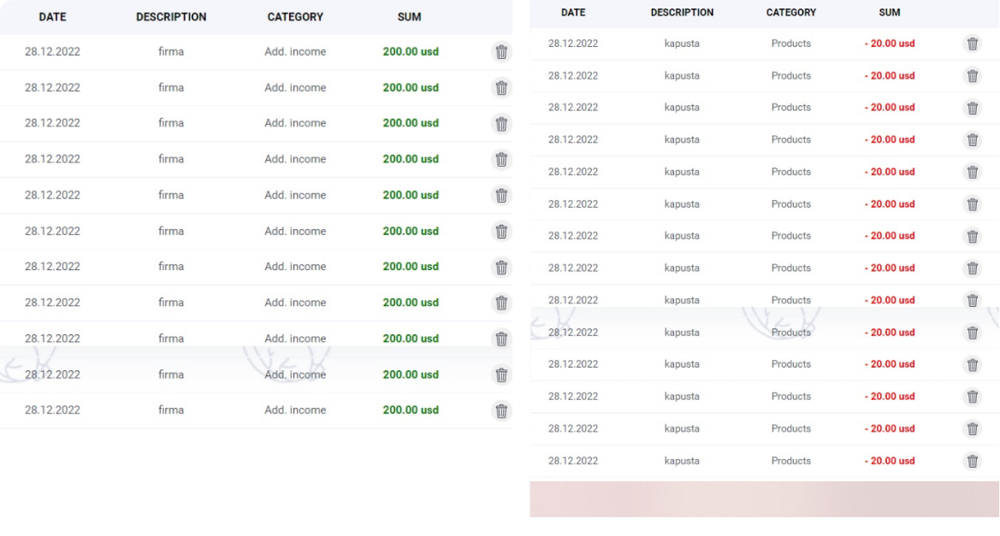 DATE DESCRIPTION CATEGORY SUM
28.12.2022 firma Add. income 200.00 usd
28.12.2022 firma Add. income 200.00 usd
28.12.2022 firma Add. income 200.00 usd
28.12.2022 firma Add. income 200.00 usd
28.12.2022 firma Add. income 200.00 usd
28.12.2022 firma Add. income 200.00 usd
28.12.2022 firma Add. income 200.00 usd
28.12.2022 firma Add. income 200.00 usd
28.12.2022 firma Add. income 200.00 usd
28.12.2022 firma Add. income 200.00 usd
28.12.2022 firma Add. income 200.00 usd
DATE DESCRIPTION CATEGORY SUM
28.12.2022 kapusta Products - 20.00 usd
28.12.2022 kapusta Products - 20.00 usd
28.12.2022 kapusta Products - 20.00 usd
28.12.2022 kapusta Products - 20.00 usd
28.12.2022 kapusta Products - 20.00 usd
28.12.2022 kapusta Products - 20.00 usd
28.12.2022 kapusta Products - 20.00 usd
28.12.2022 kapusta Products - 20.00 usd
28.12.2022 kapusta Products - 20.00 usd
28.12.2022 kapusta Products - 20.00 usd
28.12.2022 kapusta Products - 20.00 usd
28.12.2022 kapusta Products - 20.00 usd
28.12.2022 kapusta Products - 20.00 usd
28.12.2022 kapusta Products - 20.00 usd